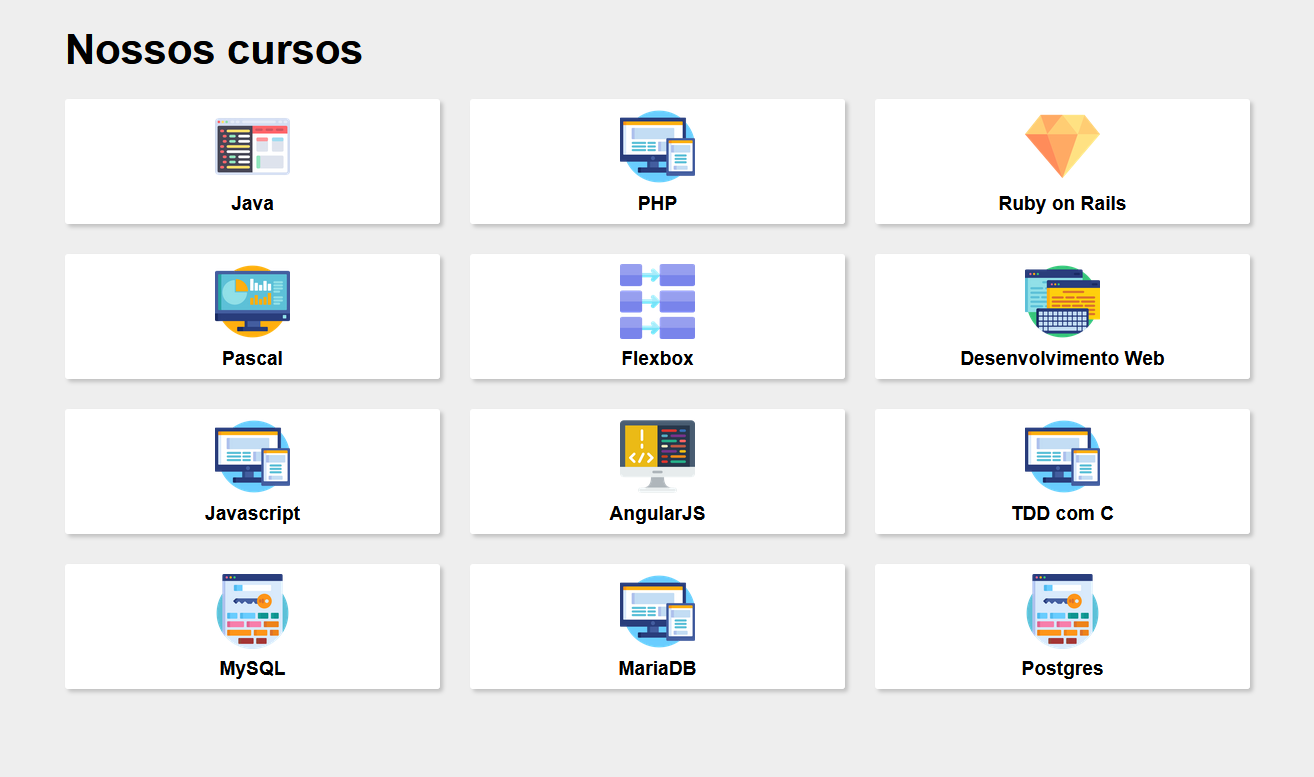 Nossos cursos
Java
PHP
Ruby on Rails
Pascal
Flexbox
Desenvolvimento Web
Javascript
AngularJS
TDD com C
MySQL
MariaDB
Postgres